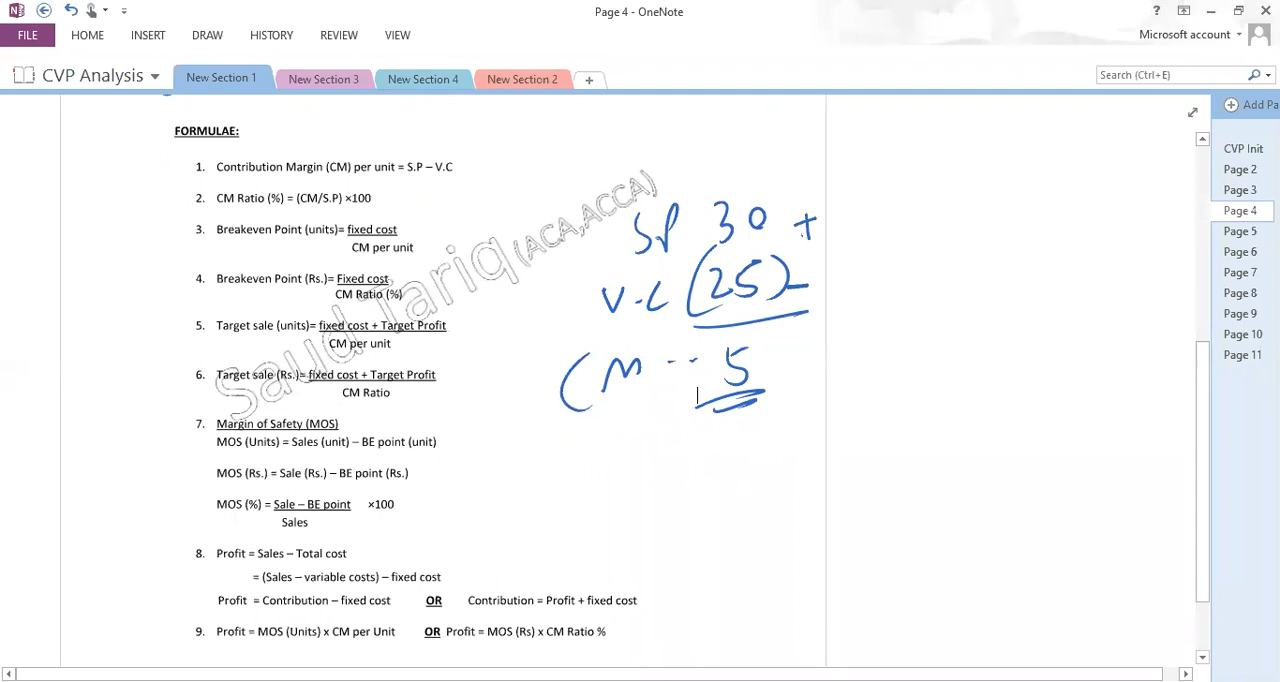 Page 4 - OneNote
?
FILE HOME INSERT DRAW HISTORY REVIEW VIEW
Microsoft account
CVP Analysis New Section 1 New Section 3 New Section 4 New Section 2 +
Search (Ctrl+E)
Add Pa
CVP Init
Page 2
Page 3
Page 4
Page 5
Page 6
Page 7
Page 8
Page 9
Page 10
Page 11
FORMULAE:
1. Contribution Margin (CM) per unit = S.P – V.C
2. CM Ratio (%) = (CM/S.P) ×100
3. Breakeven Point (units)= fixed cost
CM per unit
4. Breakeven Point (Rs.)= Fixed cost
CM Ratio (%)
5. Target sale (units)= fixed cost + Target Profit
CM per unit
6. Target sale (Rs.)= fixed cost + Target Profit
CM Ratio
7. Margin of Safety (MOS)
MOS (Units) = Sales (unit) – BE point (unit)
MOS (Rs.) = Sale (Rs.) – BE point (Rs.)
MOS (%) = Sale – BE point ×100
Sales
8. Profit = Sales – Total cost
= (Sales – variable costs) – fixed cost
Profit = Contribution – fixed cost OR Contribution = Profit + fixed cost
9. Profit = MOS (Units) x CM per Unit OR Profit = MOS (Rs) x CM Ratio %
Saud Tariq (ACA,ACCA)
SP 30 +
V.C (25) -
CM -- 5